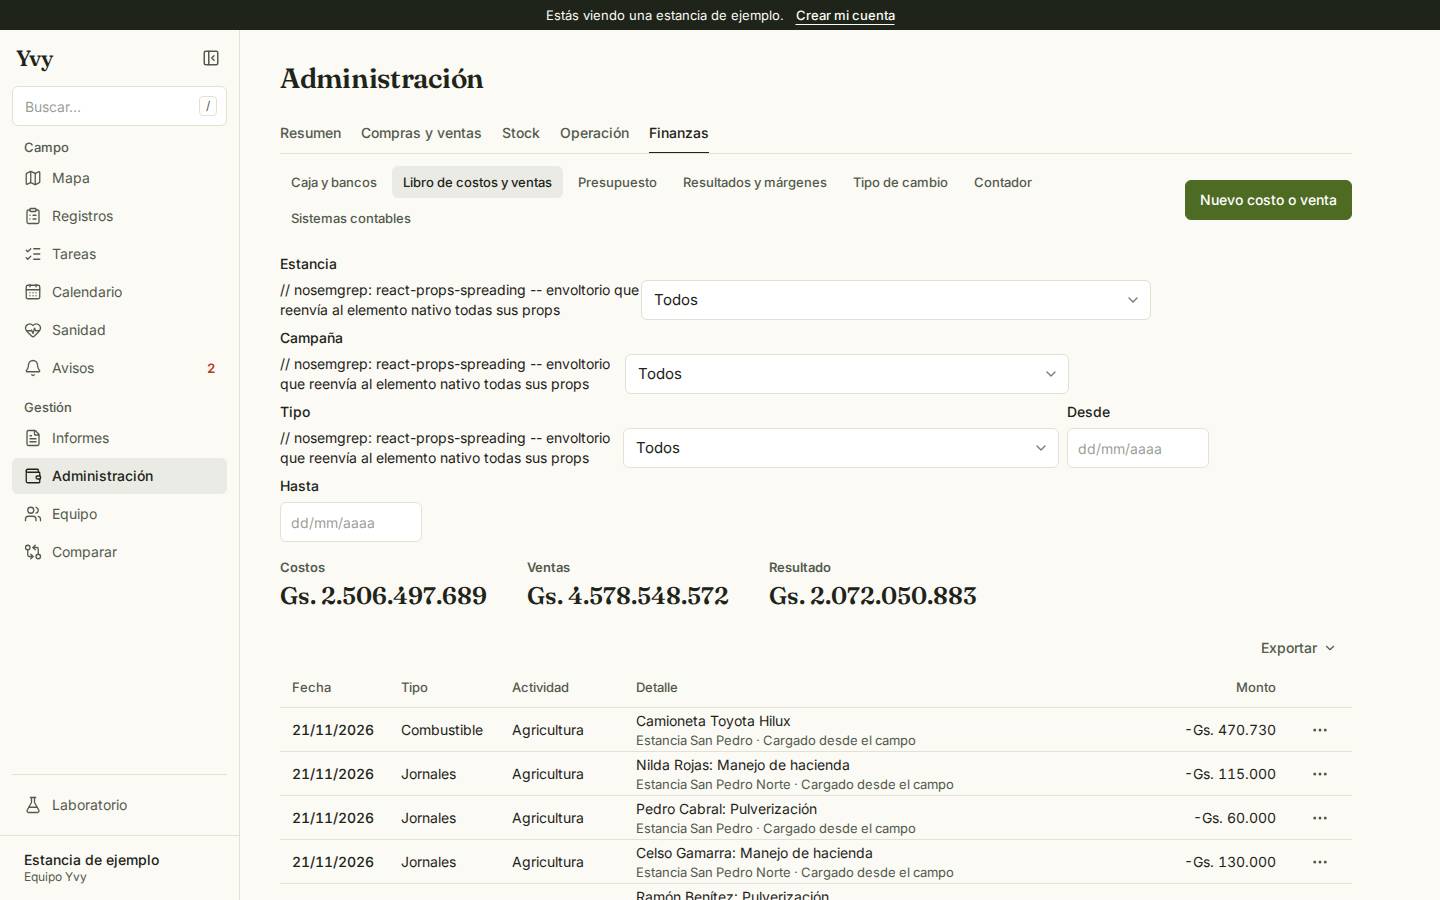 Estás viendo una estancia de ejemplo. Crear mi cuenta
Yvy
Buscar... /
Campo
Mapa
Registros
Tareas
Calendario
Sanidad
Avisos 2
Gestión
Informes
Administración
Equipo
Comparar
Laboratorio
Estancia de ejemplo
Equipo Yvy
Administración
Resumen Compras y ventas Stock Operación Finanzas
Caja y bancos Libro de costos y ventas Presupuesto Resultados y márgenes Tipo de cambio Contador
Sistemas contables
Nuevo costo o venta
Estancia
// nosemgrep: react-props-spreading -- envoltorio que
reenvía al elemento nativo todas sus props
Todos
Campaña
// nosemgrep: react-props-spreading -- envoltorio
que reenvía al elemento nativo todas sus props
Todos
Tipo
// nosemgrep: react-props-spreading -- envoltorio
que reenvía al elemento nativo todas sus props
Todos
Desde
dd/mm/aaaa
Hasta
dd/mm/aaaa
Costos Ventas Resultado
Gs. 2.506.497.689 Gs. 4.578.548.572 Gs. 2.072.050.883
Exportar
Fecha Tipo Actividad Detalle Monto
21/11/2026 Combustible Agricultura Camioneta Toyota Hilux -Gs. 470.730
Estancia San Pedro · Cargado desde el campo
21/11/2026 Jornales Agricultura Nilda Rojas: Manejo de hacienda -Gs. 115.000
Estancia San Pedro Norte · Cargado desde el campo
21/11/2026 Jornales Agricultura Pedro Cabral: Pulverización -Gs. 60.000
Estancia San Pedro · Cargado desde el campo
21/11/2026 Jornales Agricultura Celso Gamarra: Manejo de hacienda -Gs. 130.000
Estancia San Pedro Norte · Cargado desde el campo
Ramón Benítez: Pulverización